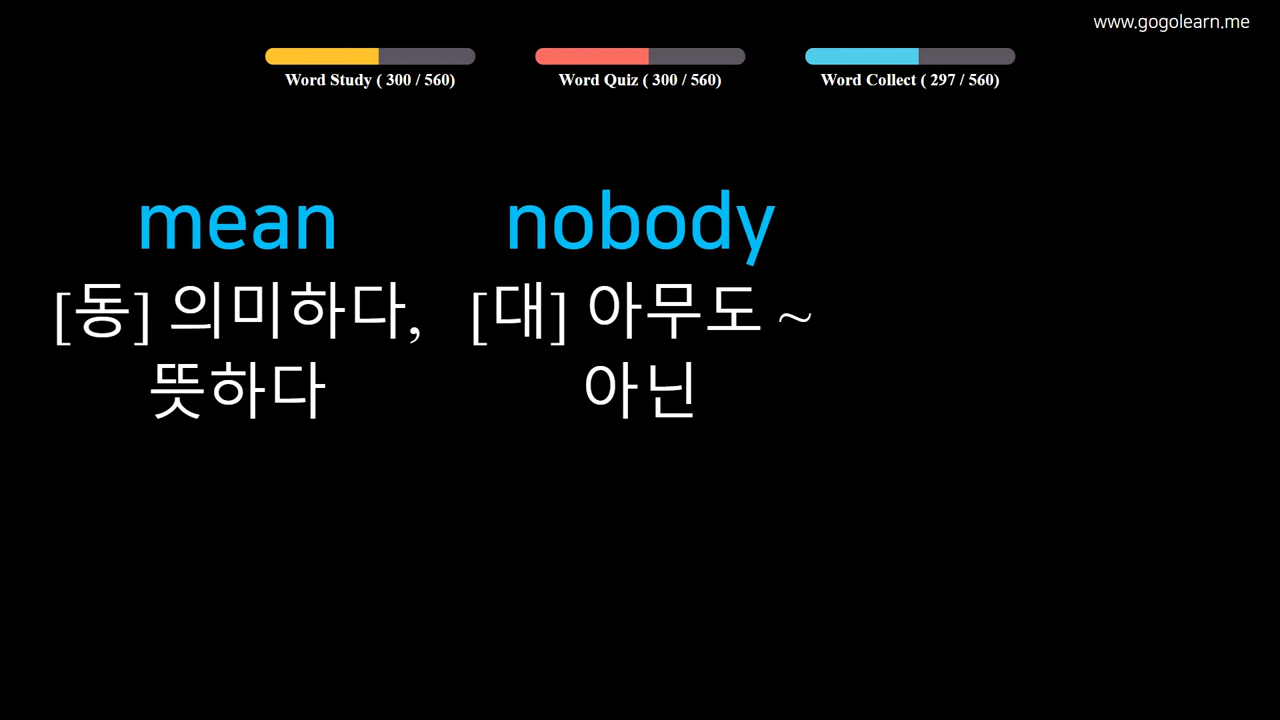 www.gogolearn.me
Word Study ( 300 / 560)
Word Quiz ( 300 / 560)
Word Collect ( 297 / 560)
mean
[동] 의미하다,
뜻하다
nobody
[대] 아무도 ~
아닌